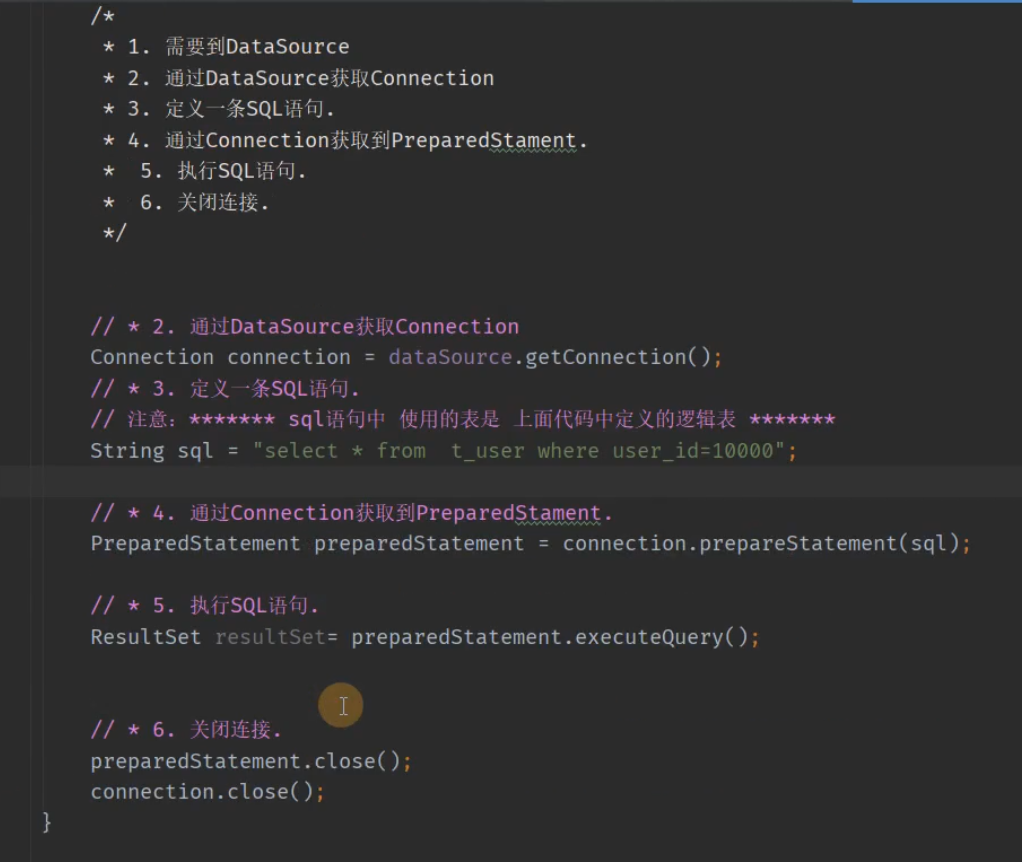 /*
* 1. 需要到DataSource
* 2. 通过DataSource获取Connection
* 3. 定义一条SQL语句.
* 4. 通过Connection获取到PreparedStament.
*  5. 执行SQL语句.
*  6. 关闭连接.
*/
// * 2. 通过DataSource获取Connection
Connection connection = dataSource.getConnection();
// * 3. 定义一条SQL语句.
// 注意：******* sql语句中 使用的表是 上面代码中定义的逻辑表 *******
String sql = "select * from  t_user where user_id=10000";
// * 4. 通过Connection获取到PreparedStament.
PreparedStatement preparedStatement = connection.prepareStatement(sql);
// * 5. 执行SQL语句.
ResultSet resultSet= preparedStatement.executeQuery();
// * 6. 关闭连接.
preparedStatement.close();
connection.close();
}